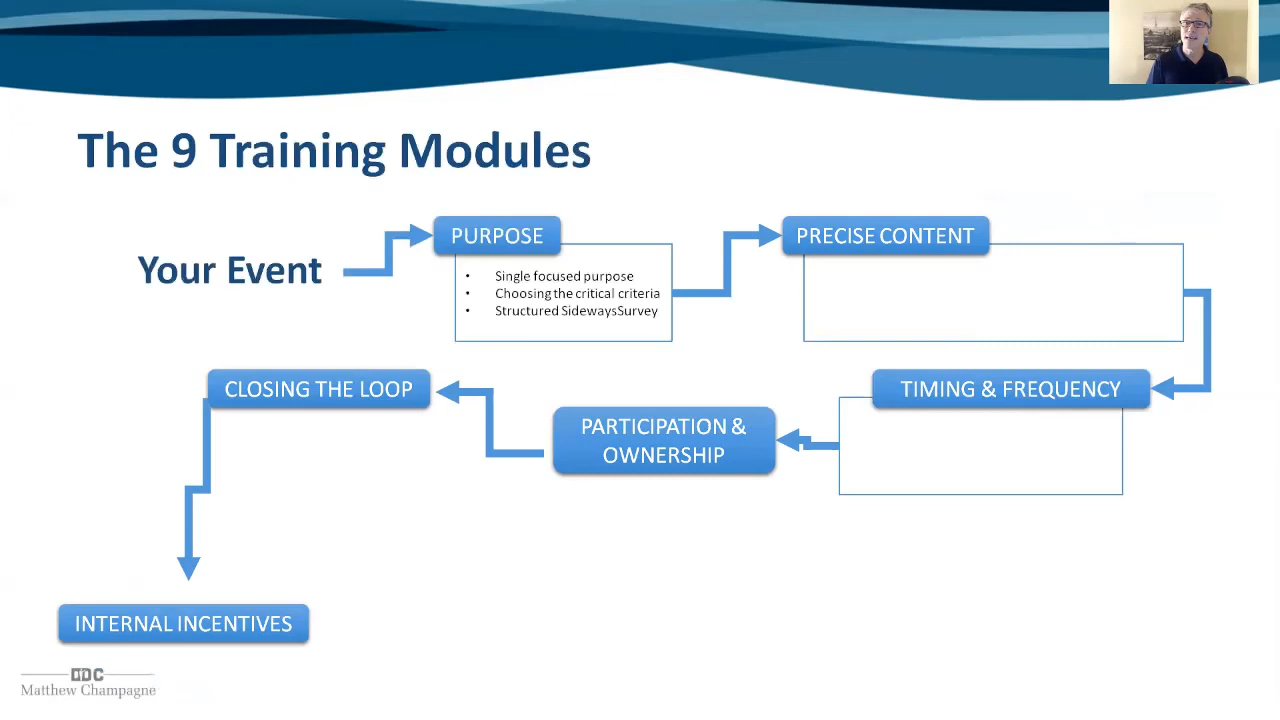 The 9 Training Modules
Your Event
PURPOSE
• Single focused purpose
• Choosing the critical criteria
• Structured SidewaysSurvey
PRECISE CONTENT
TIMING & FREQUENCY
PARTICIPATION &
OWNERSHIP
CLOSING THE LOOP
INTERNAL INCENTIVES
Matthew Champagne